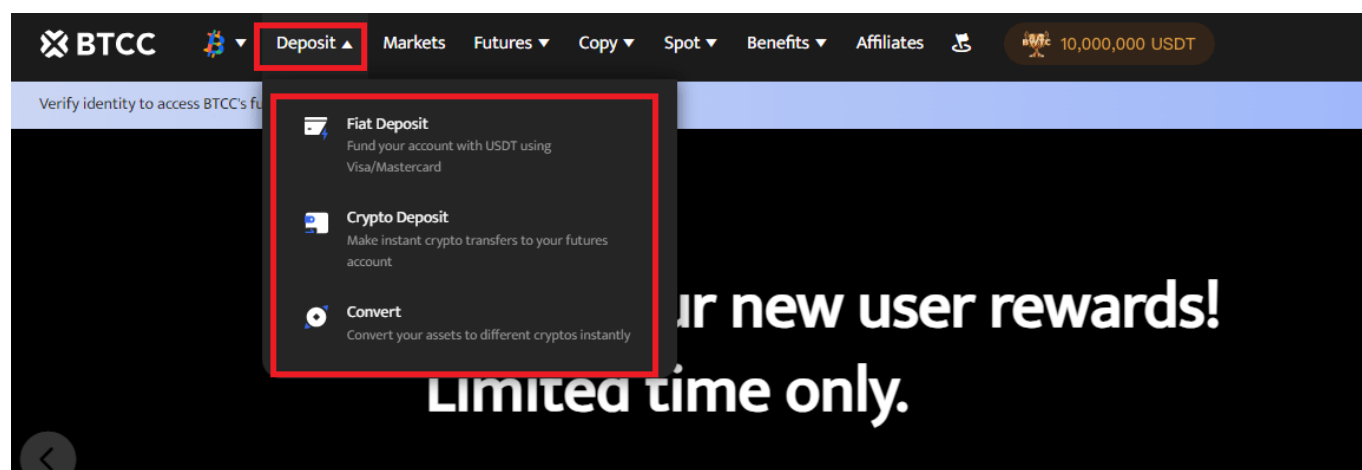 BTCC
Deposit Markets Futures Copy Spot Benefits Affiliates 10,000,000 USDT
Verify identity to access BTCC's
Fiat Deposit
Fund your account with USDT using
Visa/Mastercard
Crypto Deposit
Make instant crypto transfers to your futures
account
Convert
Convert your assets to different cryptos instantly
new user rewards!
Limited time only.